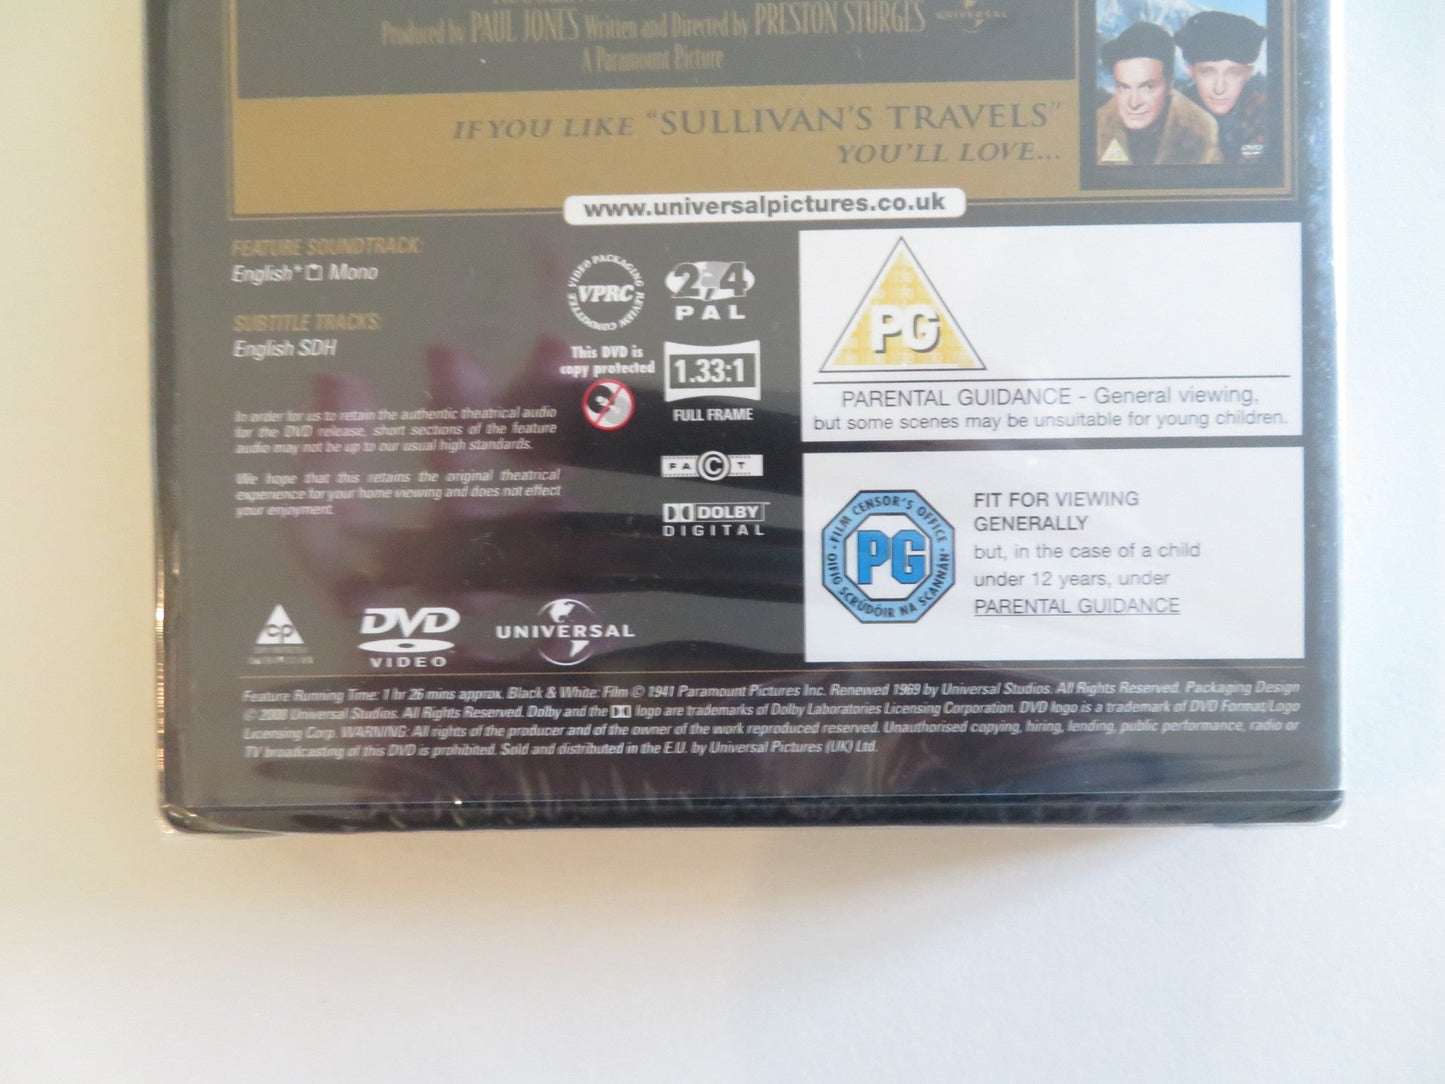 Produced by PAUL JONES Written and Directed by PRESTON STURGES
UNIVERSAL
A Paramount Picture
IF YOU LIKE "SULLIVAN'S TRAVELS"
YOU'LL LOVE...
PG
DVD
www.universalpictures.co.uk
FEATURE SOUNDTRACK:
English* Mono
SUBTITLE TRACKS:
English SDH
In order for us to retain the authentic theatrical audio
for the DVD release, short sections of the feature
audio may not be up to our usual high standards.
We hope that this retains the original theatrical
experience for your home viewing and does not effect
your enjoyment.
VIDEO PACKAGING REVIEW COMMITTEE
VPRC
2,4
PAL
This DVD is
copy protected
1.33:1
FULL FRAME
FACT
DOLBY
DIGITAL
PG
PARENTAL GUIDANCE - General viewing,
but some scenes may be unsuitable for young children.
FILM CENSOR'S OFFICE
PG
OIFIG SCRÚDÓIR NA SCANNÁN
FIT FOR VIEWING
GENERALLY
but, in the case of a child
under 12 years, under
PARENTAL GUIDANCE
CP
DVD
VIDEO
UNIVERSAL
Feature Running Time: 1 hr 26 mins approx. Black & White: Film © 1941 Paramount Pictures Inc. Renewed 1969 by Universal Studios. All Rights Reserved. Packaging Design
© 2008 Universal Studios. All Rights Reserved. Dolby and the logo are trademarks of Dolby Laboratories Licensing Corporation. DVD logo is a trademark of DVD Format/Logo
Licensing Corp. WARNING: All rights of the producer and of the owner of the work reproduced reserved. Unauthorised copying, hiring, lending, public performance, radio or
TV broadcasting of this DVD is prohibited. Sold and distributed in the E.U. by Universal Pictures (UK) Ltd.